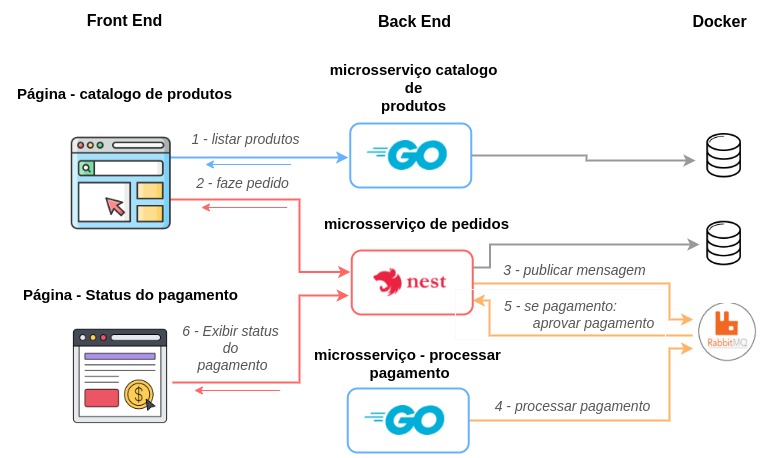 Front End
Back End
Docker
Página - catalogo de produtos
microsserviço catalogo
de
produtos
1 - listar produtos
GO
2 - faze pedido
microsserviço de pedidos
nest
3 - publicar mensagem
Página - Status do pagamento
5 - se pagamento:
aprovar pagamento
RabbitMQ
6 - Exibir status
do
pagamento
microsserviço - processar
pagamento
$
GO
4 - processar pagamento